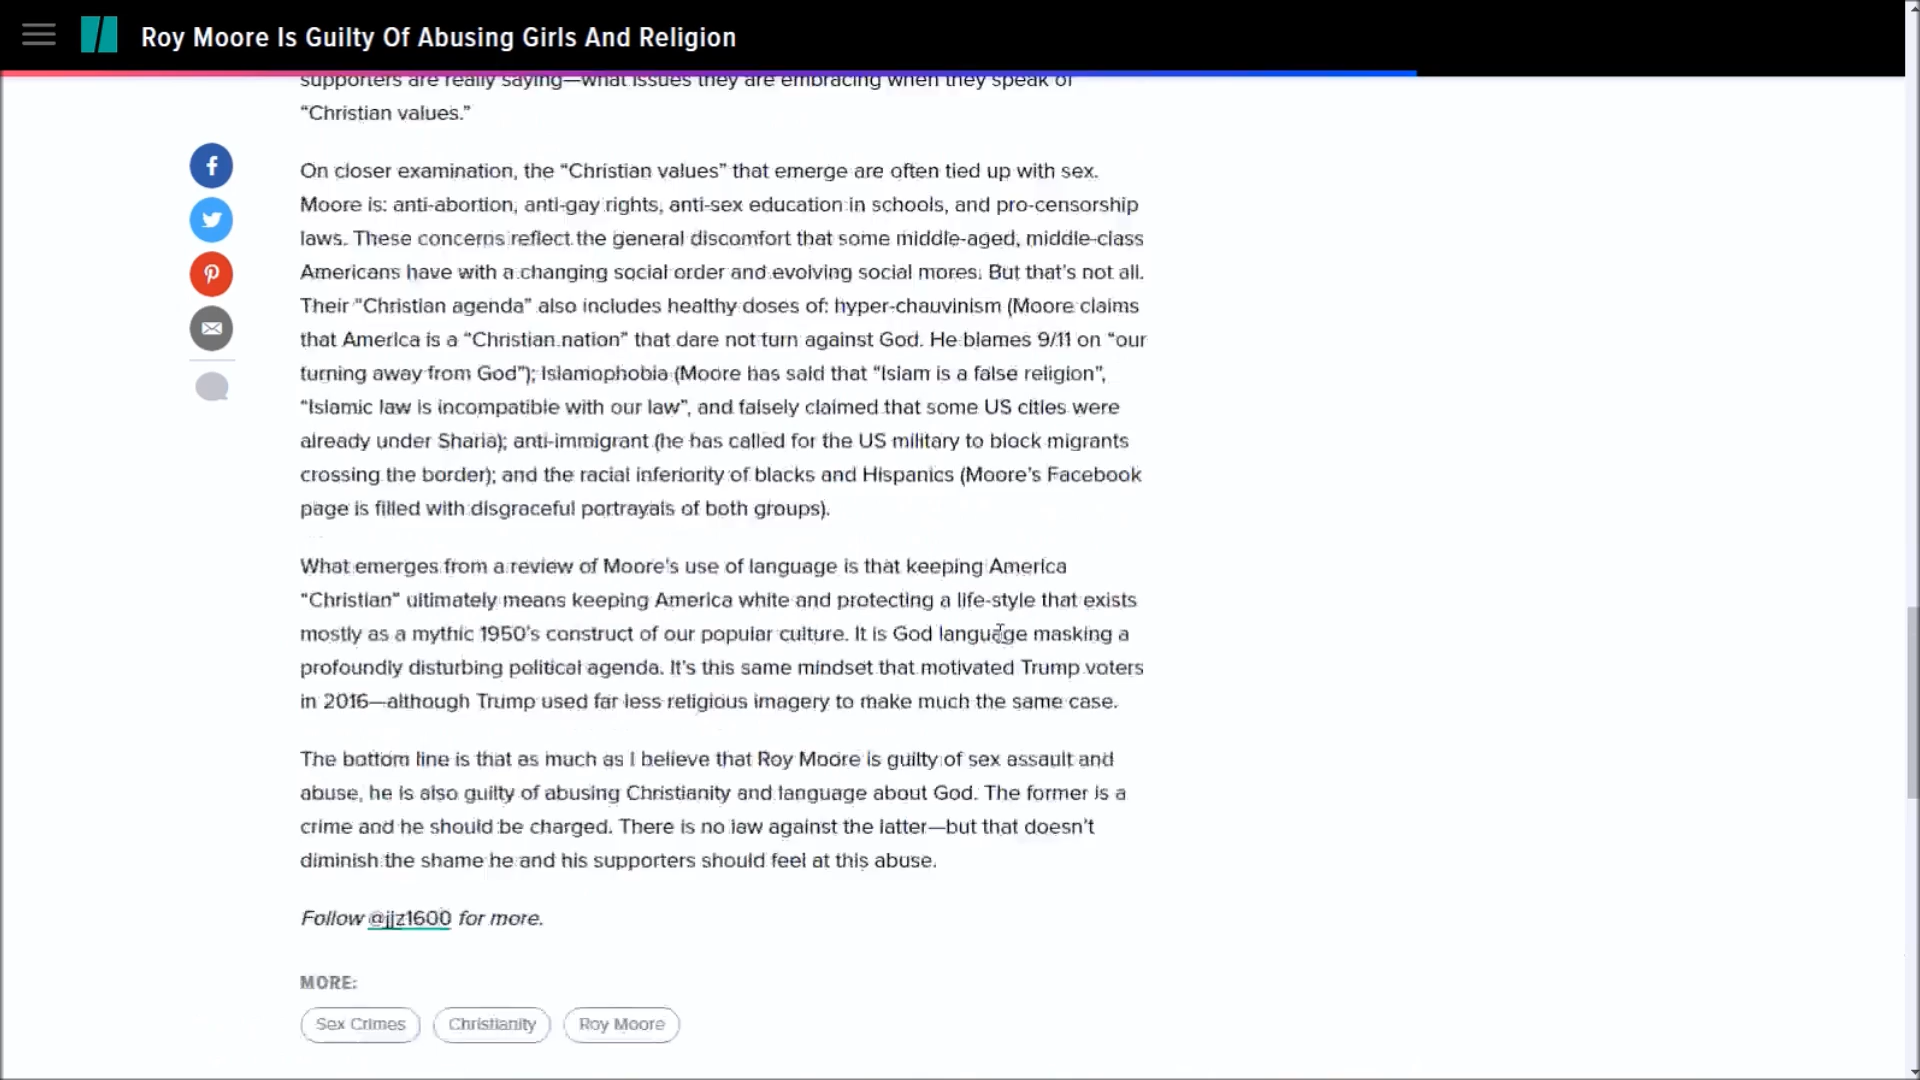 Roy Moore Is Guilty Of Abusing Girls And Religion
supporters are really saying—what issues they are embracing when they speak of
“Christian values.”
On closer examination, the “Christian values” that emerge are often tied up with sex.
Moore is: anti-abortion, anti-gay rights, anti-sex education in schools, and pro-censorship
laws. These concerns reflect the general discomfort that some middle-aged, middle-class
Americans have with a changing social order and evolving social mores. But that’s not all.
Their “Christian agenda” also includes healthy doses of: hyper-chauvinism (Moore claims
that America is a “Christian nation” that dare not turn against God. He blames 9/11 on “our
turning away from God”); Islamophobia (Moore has said that “Islam is a false religion”,
“Islamic law is incompatible with our law”, and falsely claimed that some US cities were
already under Sharia); anti-immigrant (he has called for the US military to block migrants
crossing the border); and the racial inferiority of blacks and Hispanics (Moore’s Facebook
page is filled with disgraceful portrayals of both groups).
What emerges from a review of Moore’s use of language is that keeping America
“Christian” ultimately means keeping America white and protecting a life-style that exists
mostly as a mythic 1950’s construct of our popular culture. It is God language masking a
profoundly disturbing political agenda. It’s this same mindset that motivated Trump voters
in 2016—although Trump used far less religious imagery to make much the same case.
The bottom line is that as much as I believe that Roy Moore is guilty of sex assault and
abuse, he is also guilty of abusing Christianity and language about God. The former is a
crime and he should be charged. There is no law against the latter—but that doesn’t
diminish the shame he and his supporters should feel at this abuse.
Follow @jjz1600 for more.
MORE:
Sex Crimes Christianity Roy Moore